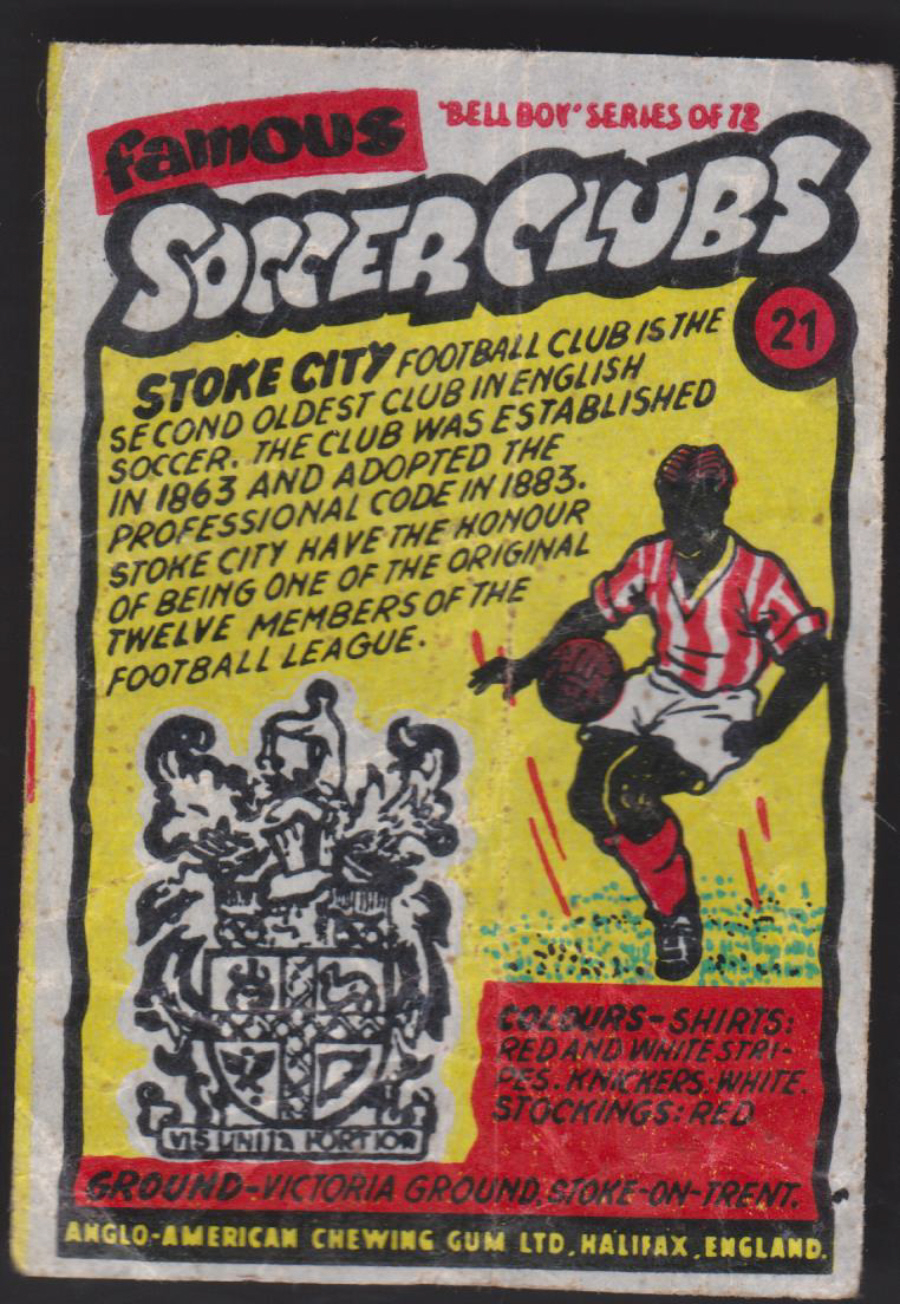 famous
"BELL BOY" SERIES OF 72
SOCCER CLUBS
21
STOKE CITY FOOTBALL CLUB IS THE
SECOND OLDEST CLUB IN ENGLISH
SOCCER. THE CLUB WAS ESTABLISHED
IN 1863 AND ADOPTED THE
PROFESSIONAL CODE IN 1883.
STOKE CITY HAVE THE HONOUR
OF BEING ONE OF THE ORIGINAL
TWELVE MEMBERS OF THE
FOOTBALL LEAGUE.
VIS UNITA FORTIOR
COLOURS-SHIRTS:
RED AND WHITE STRI-
PES. KNICKERS: WHITE.
STOCKINGS: RED
GROUND-VICTORIA GROUND, STOKE-ON-TRENT.
ANGLO-AMERICAN CHEWING GUM LTD, HALIFAX, ENGLAND.